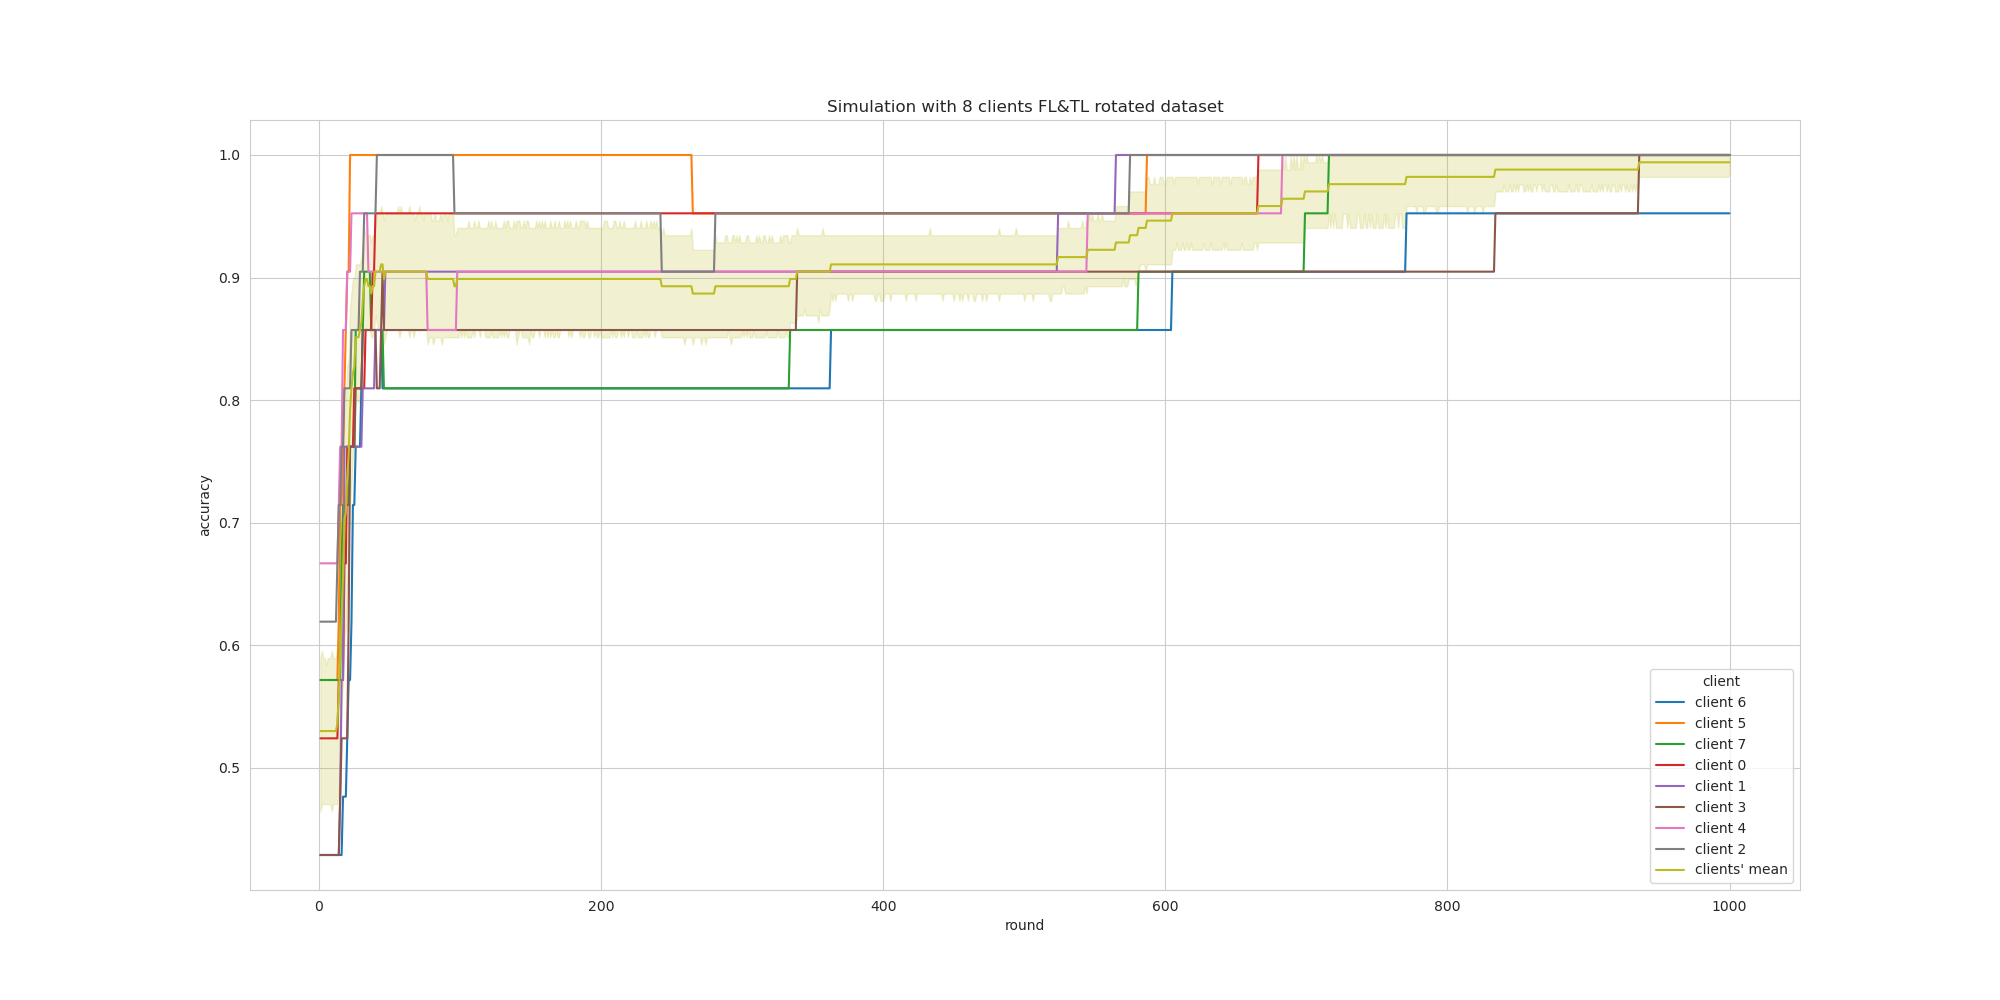 Simulation with 8 clients FL&TL rotated dataset
accuracy
1.0
0.9
0.8
0.7
0.6
0.5
0
200
400
600
800
1000
round
client
client 6
client 5
client 7
client 0
client 1
client 3
client 4
client 2
clients' mean